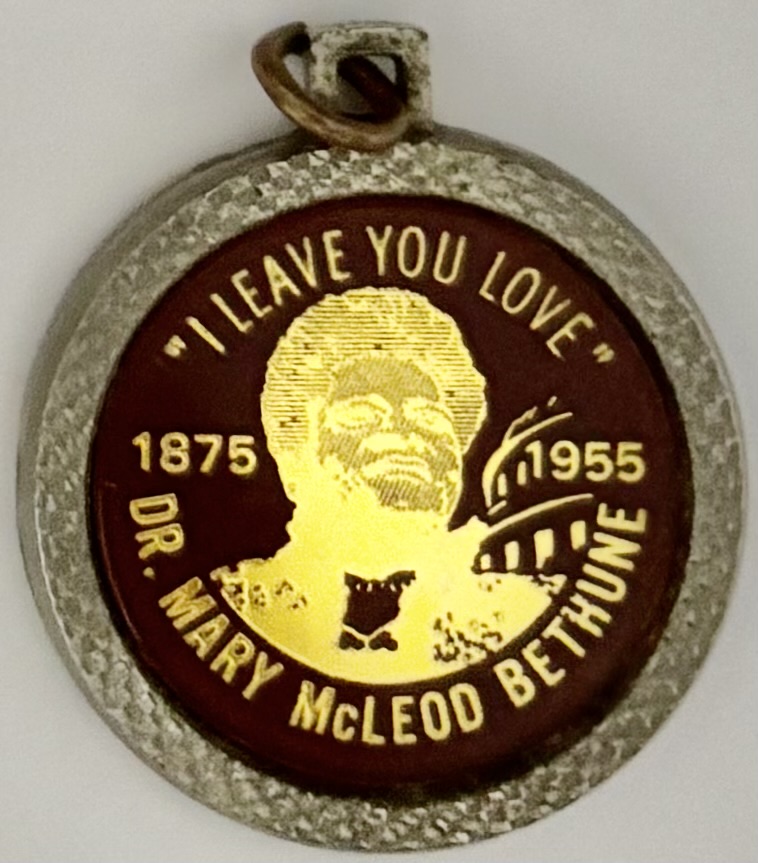 "I LEAVE YOU LOVE"
1875 1955
DR. MARY McLEOD BETHUNE